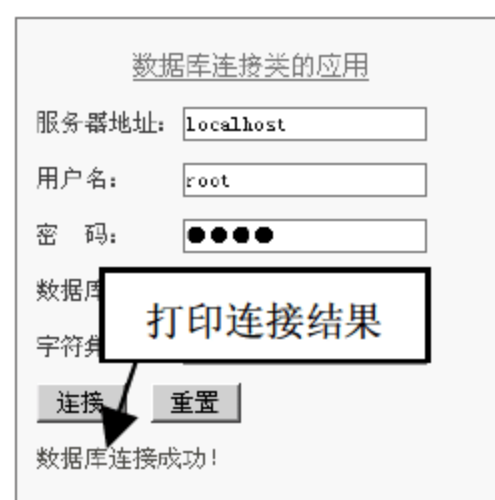 数据库连接类的应用
服务器地址： localhost
用户名： root
密 码： ●●●●
数据库
打印连接结果
字符集
连接 重置
数据库连接成功！